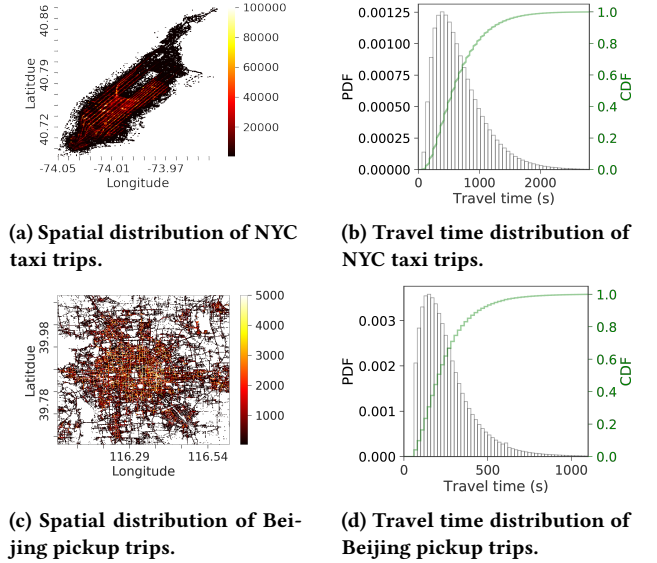 40.86
40.79
40.72
Latitdue
-74.05 -74.01 -73.97
Longitude
100000
80000
60000
40000
20000
0.00125
0.00100
0.00075
0.00050
0.00025
0.00000
PDF
0 1000 2000
Travel time (s)
1.0
0.8
0.6
0.4
0.2
0.0
CDF
(a) Spatial distribution of NYC
taxi trips.
(b) Travel time distribution of
NYC taxi trips.
39.98
39.78
Latitdue
116.29 116.54
Longitude
5000
4000
3000
2000
1000
0.003
0.002
0.001
0.000
PDF
0 500 1000
Travel time (s)
1.0
0.8
0.6
0.4
0.2
0.0
CDF
(c) Spatial distribution of Bei-
jing pickup trips.
(d) Travel time distribution of
Beijing pickup trips.